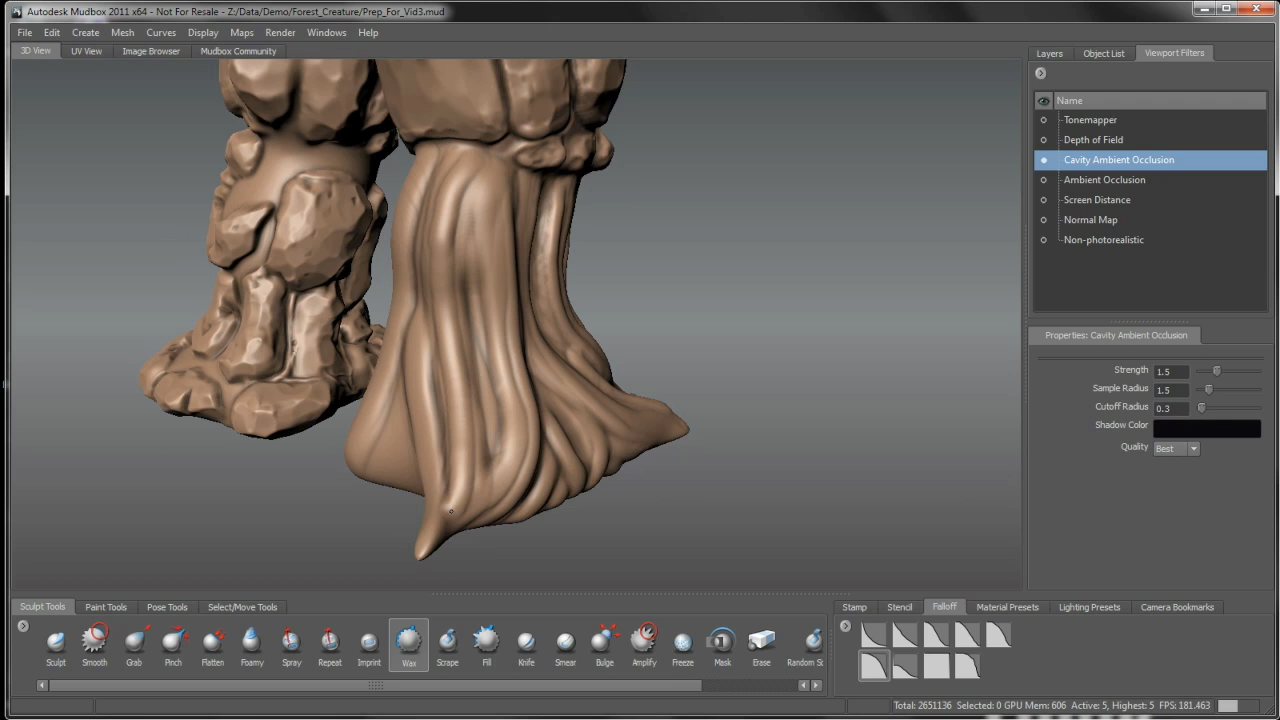 Autodesk Mudbox 2011 x64 - Not For Resale - Z:/Data/Demo/Forest_Creature/Prep_For_Vid3.mud
File Edit Create Mesh Curves Display Maps Render Windows Help
3D View UV View Image Browser Mudbox Community
Layers Object List Viewport Filters
Name
Tonemapper
Depth of Field
Cavity Ambient Occlusion
Ambient Occlusion
Screen Distance
Normal Map
Non-photorealistic
Properties: Cavity Ambient Occlusion
Strength 1.5
Sample Radius 1.5
Cutoff Radius 0.3
Shadow Color
Quality Best
Sculpt Tools Paint Tools Pose Tools Select/Move Tools
Stamp Stencil Falloff Material Presets Lighting Presets Camera Bookmarks
Sculpt Smooth Grab Pinch Flatten Foamy Spray Repeat Imprint Wax Scrape Fill Knife Smear Bulge Amplify Freeze Mask Erase Random Sc
Total: 2651136 Selected: 0 GPU Mem: 606 Active: 5, Highest: 5 FPS: 181.463